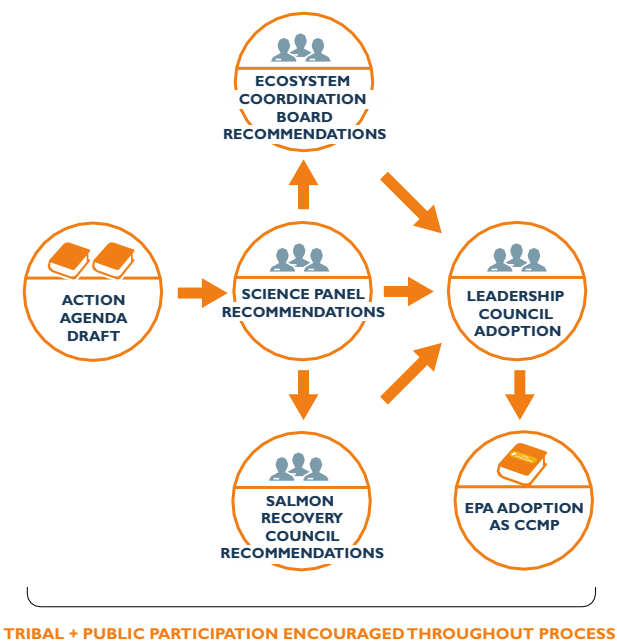 ECOSYSTEM
COORDINATION
BOARD
RECOMMENDATIONS
ACTION
AGENDA
DRAFT
SCIENCE PANEL
RECOMMENDATIONS
LEADERSHIP
COUNCIL
ADOPTION
SALMON
RECOVERY
COUNCIL
RECOMMENDATIONS
EPA ADOPTION
AS CCMP
TRIBAL + PUBLIC PARTICIPATION ENCOURAGED THROUGHOUT PROCESS